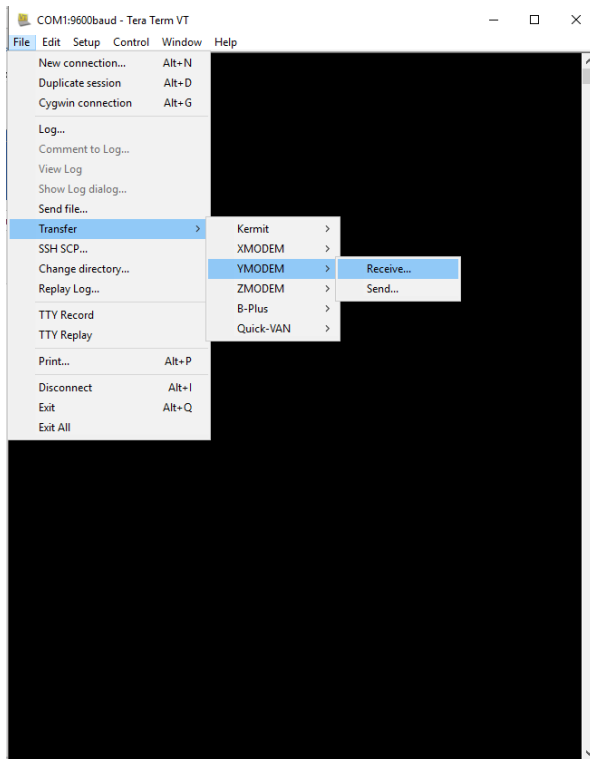 COM1:9600baud - Tera Term VT
File Edit Setup Control Window Help
New connection... Alt+N
Duplicate session Alt+D
Cygwin connection Alt+G
Log...
Comment to Log...
View Log
Show Log dialog...
Send file...
Transfer >
SSH SCP...
Change directory...
Replay Log...
TTY Record
TTY Replay
Print... Alt+P
Disconnect Alt+I
Exit Alt+Q
Exit All
Kermit >
XMODEM >
YMODEM >
ZMODEM >
B-Plus >
Quick-VAN >
Receive...
Send...